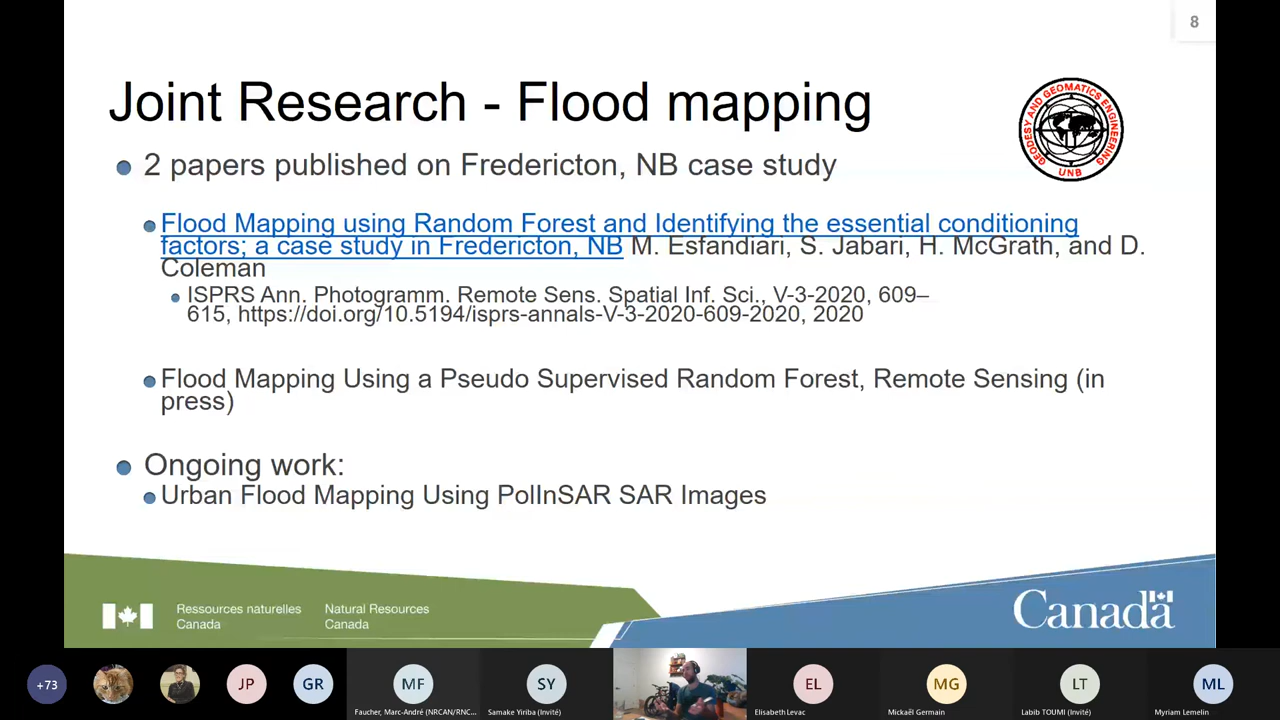 8
Joint Research - Flood mapping
GEODESY AND GEOMATICS ENGINEERING
UNB
2 papers published on Fredericton, NB case study
Flood Mapping using Random Forest and Identifying the essential conditioning
factors; a case study in Fredericton, NB M. Esfandiari, S. Jabari, H. McGrath, and D.
Coleman
ISPRS Ann. Photogramm. Remote Sens. Spatial Inf. Sci., V-3-2020, 609–
615, https://doi.org/10.5194/isprs-annals-V-3-2020-609-2020, 2020
Flood Mapping Using a Pseudo Supervised Random Forest, Remote Sensing (in
press)
Ongoing work:
Urban Flood Mapping Using PolInSAR SAR Images
Ressources naturelles
Canada
Natural Resources
Canada
Canada
+73
JP
GR
MF
Faucher, Marc-André (NRCAN/RNC...
SY
Samake Yiriba (Invité)
EL
Elisabeth Levac
MG
Mickaël Germain
LT
Labib TOUMI (Invité)
ML
Myriam Lemelin